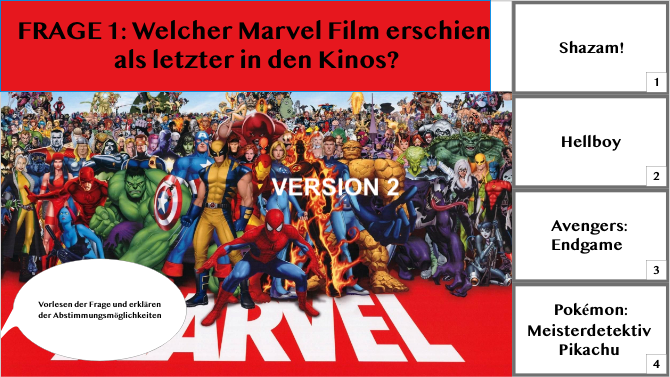 FRAGE 1: Welcher Marvel Film erschien
als letzter in den Kinos?
Shazam!
1
Hellboy
2
VERSION 2
Avengers:
Endgame
3
Vorlesen der Frage und erklären
der Abstimmungsmöglichkeiten
MARVEL
Pokémon:
Meisterdetektiv
Pikachu
4